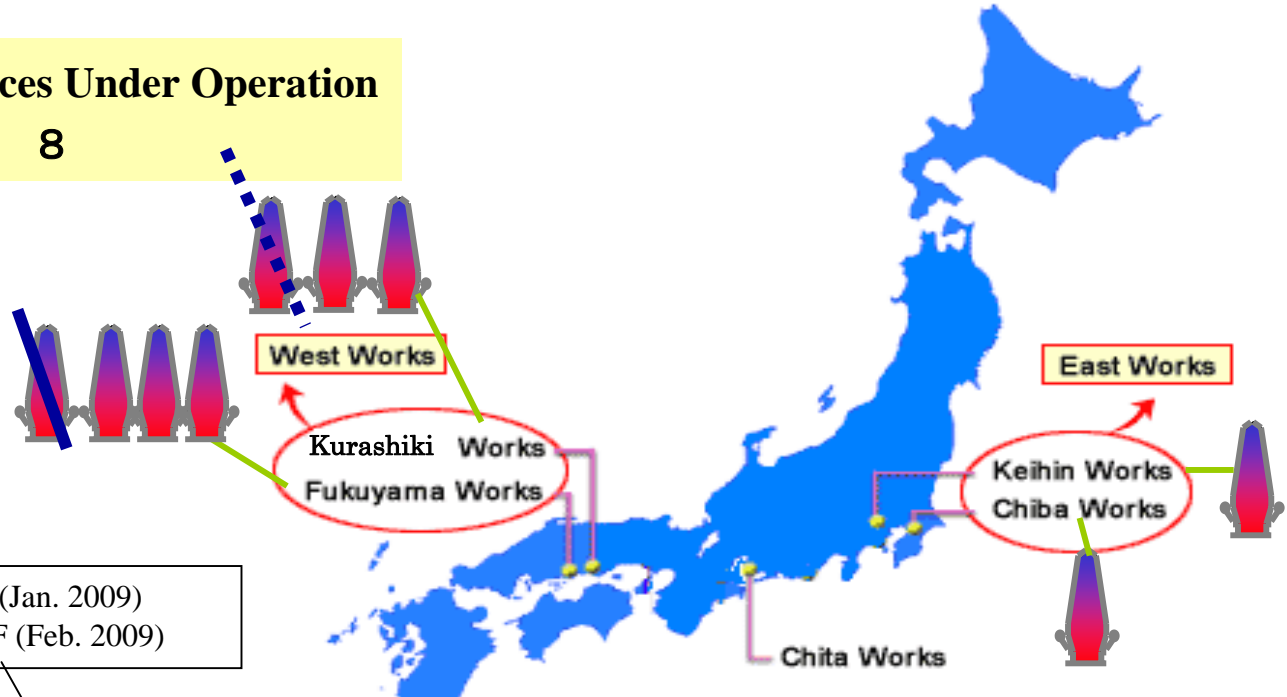 ces Under Operation
８
West Works
Kurashiki Works
Fukuyama Works
East Works
Keihin Works
Chiba Works
(Jan. 2009)
F (Feb. 2009)
Chita Works